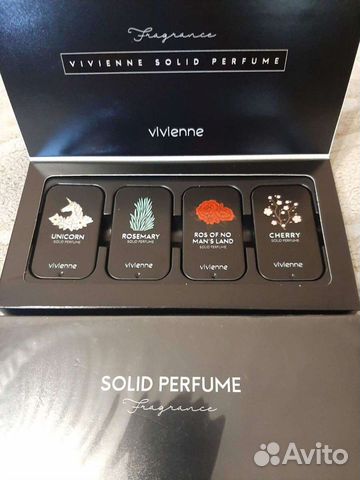 Fragrance
VIVIENNE SOLID PERFUME
vivienne
UNICORN
SOLID PERFUME
vivienne
ROSEMARY
SOLID PERFUME
vivienne
ROS OF NO
MAN'S LAND
SOLID PERFUME
vivienne
CHERRY
SOLID PERFUME
vivienne
SOLID PERFUME
Fragrance
Avito